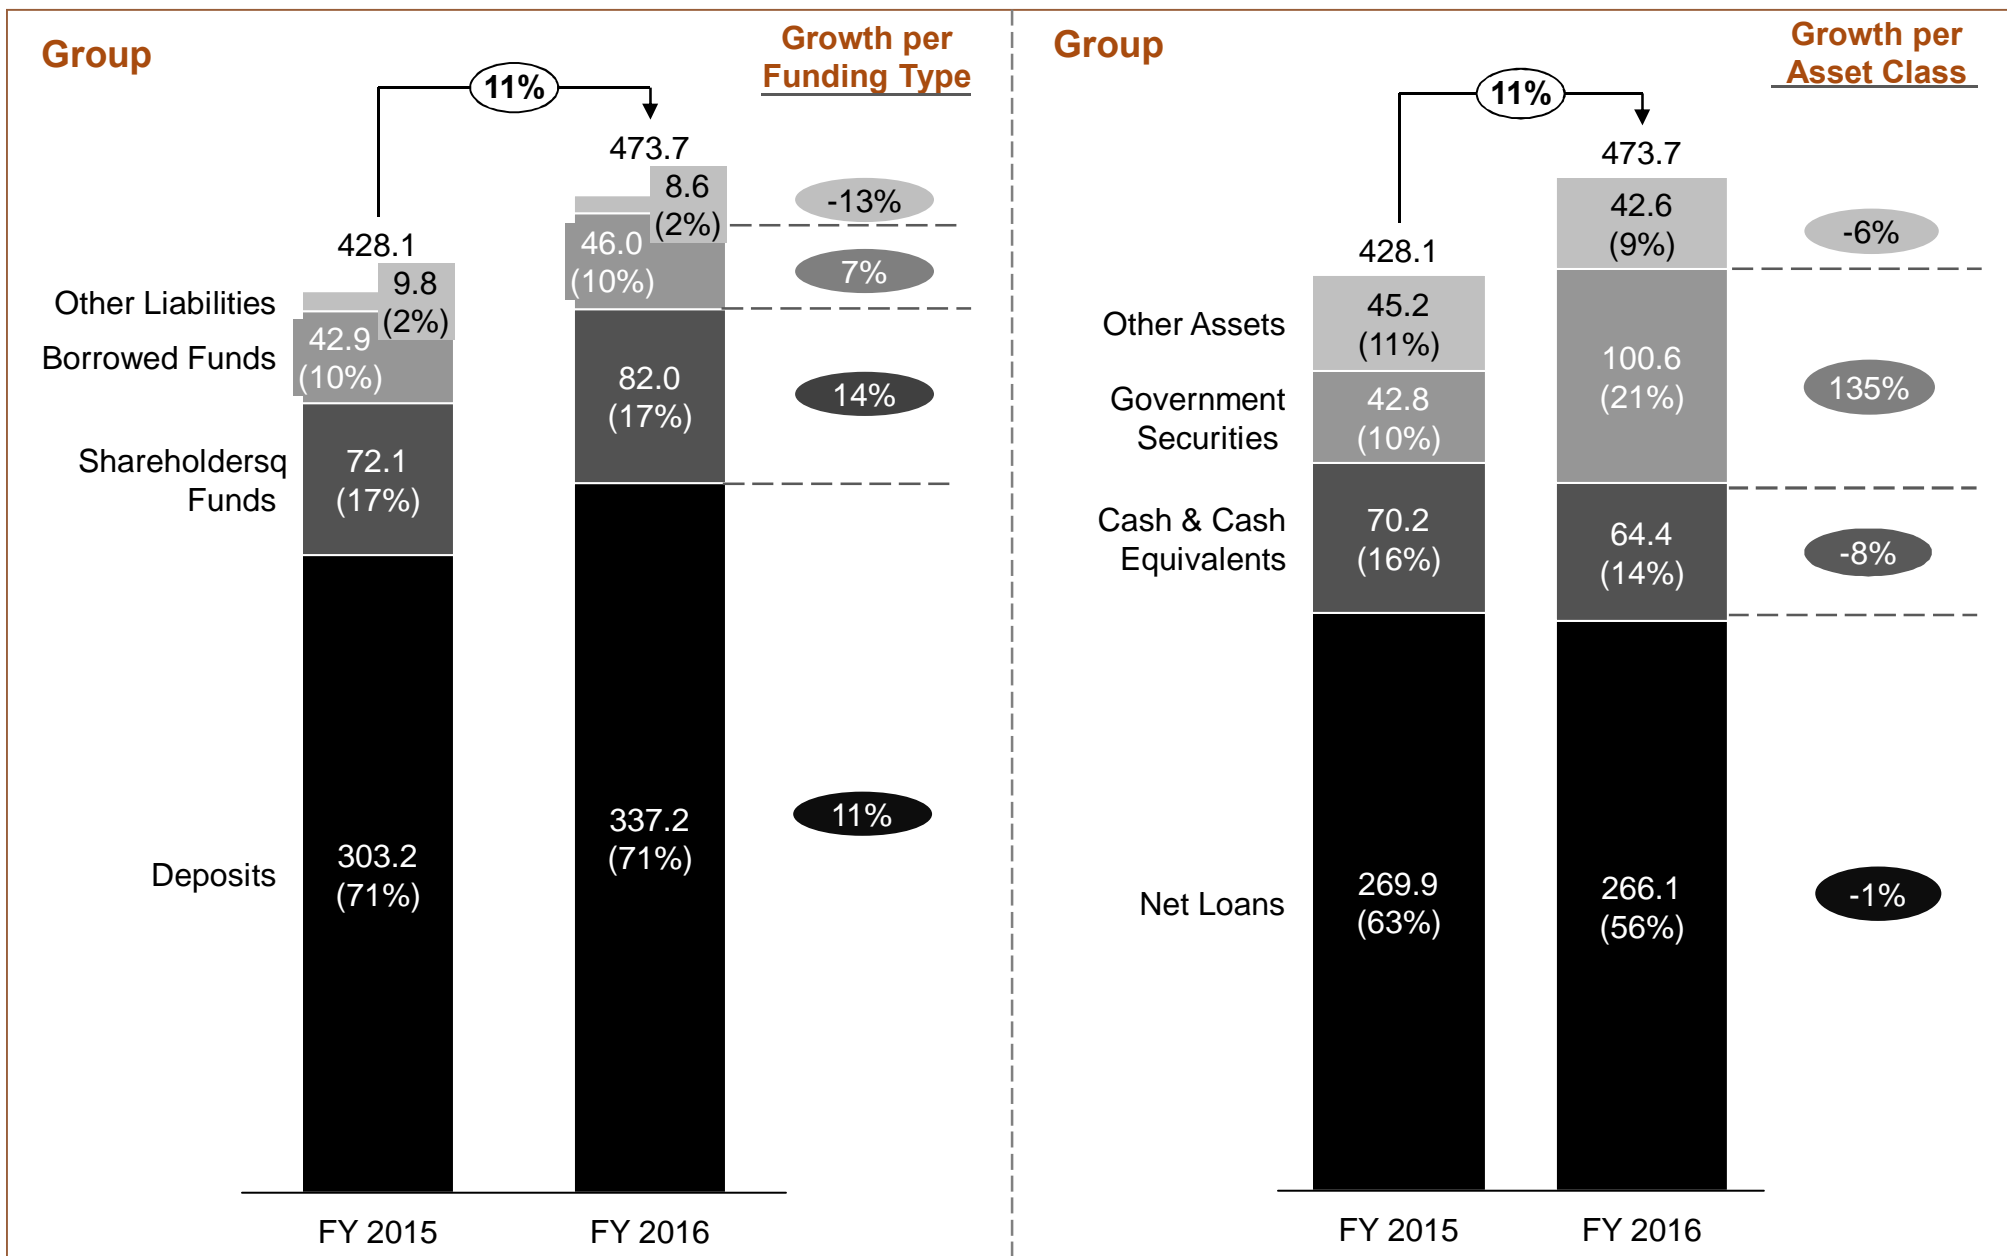 Group
Growth per
Funding Type
11%
473.7
8.6
(2%)
-13%
428.1
46.0
(10%)
7%
Other Liabilities
9.8
(2%)
Borrowed Funds
42.9
(10%)
82.0
(17%)
14%
Shareholdersq
Funds
72.1
(17%)
337.2
(71%)
11%
Deposits
303.2
(71%)
FY 2015
FY 2016
Group
Growth per
Asset Class
11%
473.7
42.6
(9%)
-6%
428.1
Other Assets
45.2
(11%)
100.6
(21%)
135%
Government
Securities
42.8
(10%)
Cash & Cash
Equivalents
70.2
(16%)
64.4
(14%)
-8%
Net Loans
269.9
(63%)
266.1
(56%)
-1%
FY 2015
FY 2016